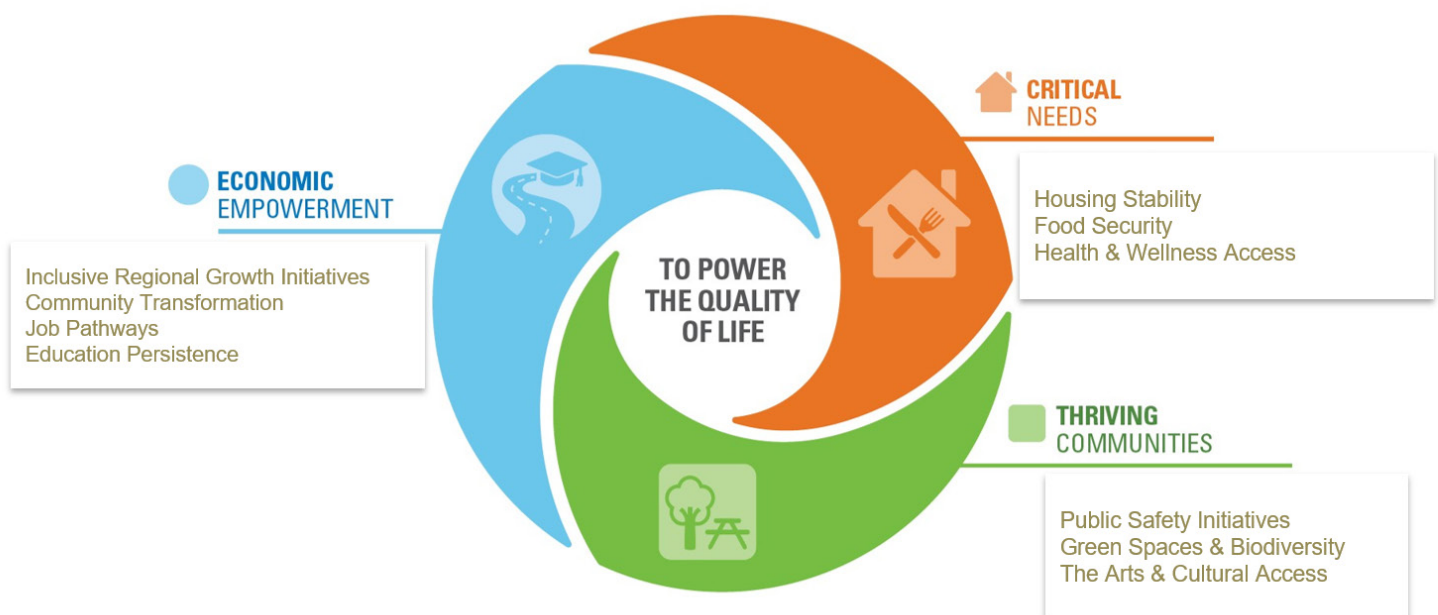 ECONOMIC
EMPOWERMENT
Inclusive Regional Growth Initiatives
Community Transformation
Job Pathways
Education Persistence
TO POWER
THE QUALITY
OF LIFE
CRITICAL
NEEDS
Housing Stability
Food Security
Health & Wellness Access
THRIVING
COMMUNITIES
Public Safety Initiatives
Green Spaces & Biodiversity
The Arts & Cultural Access